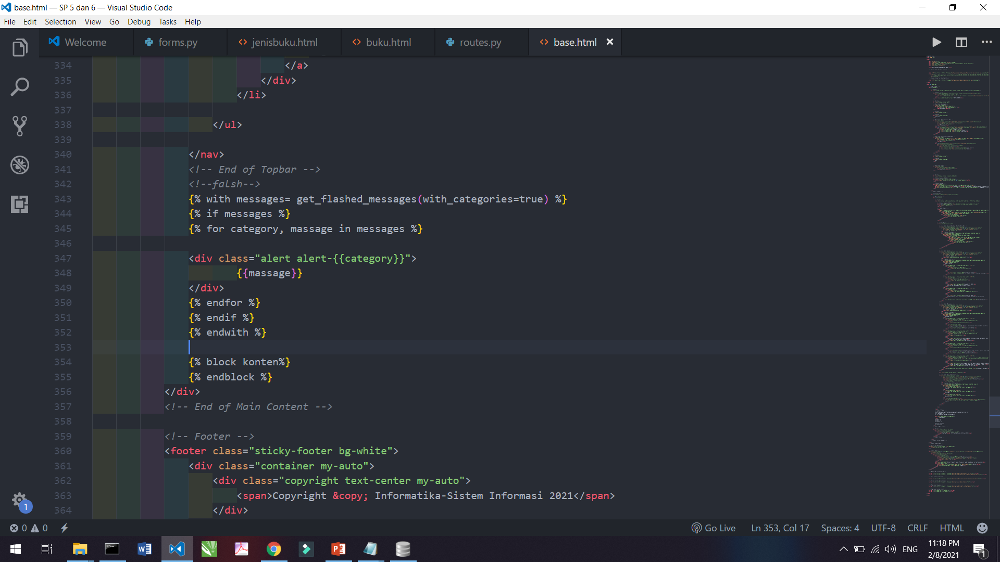 base.html — SP 5 dan 6 — Visual Studio Code
File Edit Selection View Go Debug Tasks Help
Welcome forms.py jenisbuku.html buku.html routes.py base.html
334 </a>
335 </div>
336 </li>
337
338 </ul>
339
340 </nav>
341 <!-- End of Topbar -->
342 <!--falsh-->
343 {% with messages= get_flashed_messages(with_categories=true) %}
344 {% if messages %}
345 {% for category, massage in messages %}
346
347 <div class="alert alert-{{category}}">
348 {{massage}}
349 </div>
350 {% endfor %}
351 {% endif %}
352 {% endwith %}
353
354 {% block konten%}
355 {% endblock %}
356 </div>
357 <!-- End of Main Content -->
358
359 <!-- Footer -->
360 <footer class="sticky-footer bg-white">
361 <div class="container my-auto">
362 <div class="copyright text-center my-auto">
363 <span>Copyright &copy; Informatika-Sistem Informasi 2021</span>
364 </div>
1
0 0 Go Live Ln 353, Col 17 Spaces: 4 UTF-8 CRLF HTML
ENG 11:18 PM
2/8/2021 1